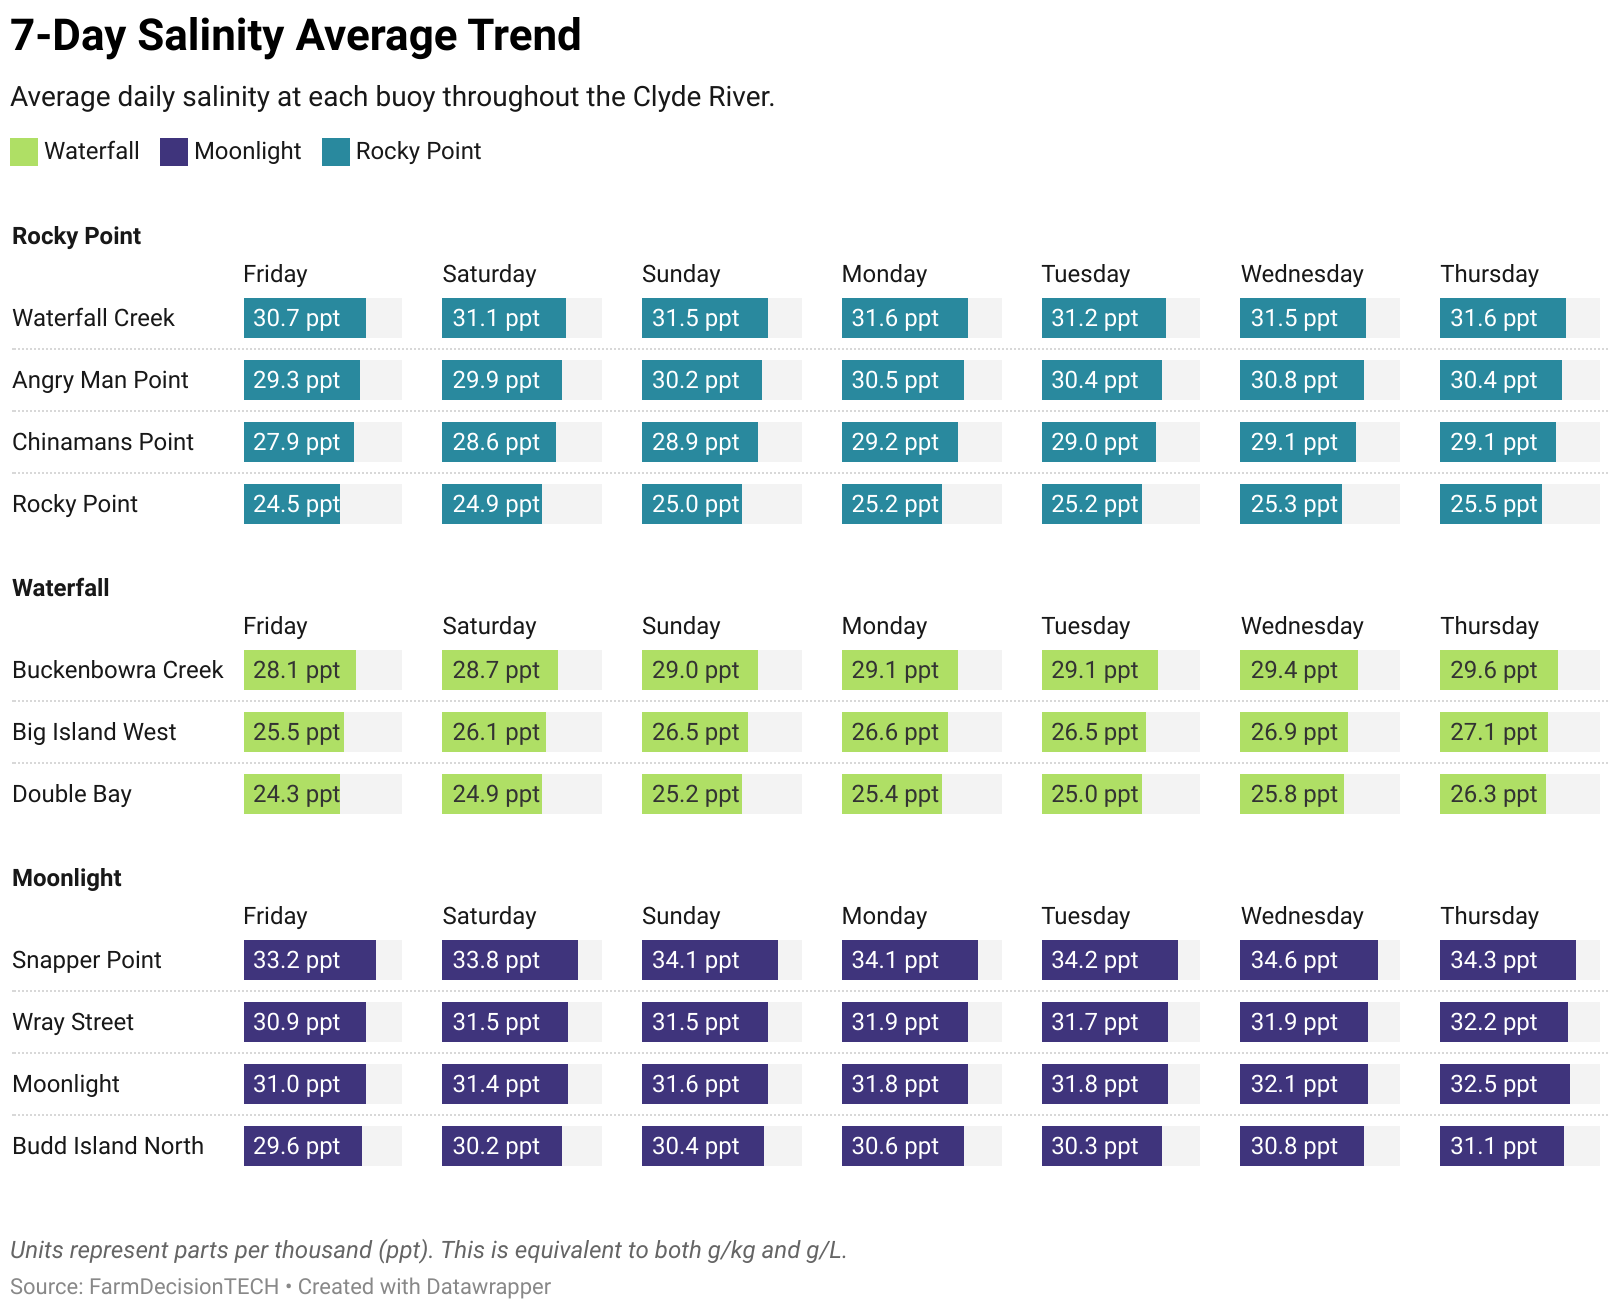 7-Day Salinity Average Trend
Average daily salinity at each buoy throughout the Clyde River.
Waterfall Moonlight Rocky Point
Rocky Point
Friday Saturday Sunday Monday Tuesday Wednesday Thursday
Waterfall Creek 30.7 ppt 31.1 ppt 31.5 ppt 31.6 ppt 31.2 ppt 31.5 ppt 31.6 ppt
Angry Man Point 29.3 ppt 29.9 ppt 30.2 ppt 30.5 ppt 30.4 ppt 30.8 ppt 30.4 ppt
Chinamans Point 27.9 ppt 28.6 ppt 28.9 ppt 29.2 ppt 29.0 ppt 29.1 ppt 29.1 ppt
Rocky Point 24.5 ppt 24.9 ppt 25.0 ppt 25.2 ppt 25.2 ppt 25.3 ppt 25.5 ppt
Waterfall
Friday Saturday Sunday Monday Tuesday Wednesday Thursday
Buckenbowra Creek 28.1 ppt 28.7 ppt 29.0 ppt 29.1 ppt 29.1 ppt 29.4 ppt 29.6 ppt
Big Island West 25.5 ppt 26.1 ppt 26.5 ppt 26.6 ppt 26.5 ppt 26.9 ppt 27.1 ppt
Double Bay 24.3 ppt 24.9 ppt 25.2 ppt 25.4 ppt 25.0 ppt 25.8 ppt 26.3 ppt
Moonlight
Friday Saturday Sunday Monday Tuesday Wednesday Thursday
Snapper Point 33.2 ppt 33.8 ppt 34.1 ppt 34.1 ppt 34.2 ppt 34.6 ppt 34.3 ppt
Wray Street 30.9 ppt 31.5 ppt 31.5 ppt 31.9 ppt 31.7 ppt 31.9 ppt 32.2 ppt
Moonlight 31.0 ppt 31.4 ppt 31.6 ppt 31.8 ppt 31.8 ppt 32.1 ppt 32.5 ppt
Budd Island North 29.6 ppt 30.2 ppt 30.4 ppt 30.6 ppt 30.3 ppt 30.8 ppt 31.1 ppt
Units represent parts per thousand (ppt). This is equivalent to both g/kg and g/L.
Source: FarmDecisionTECH • Created with Datawrapper